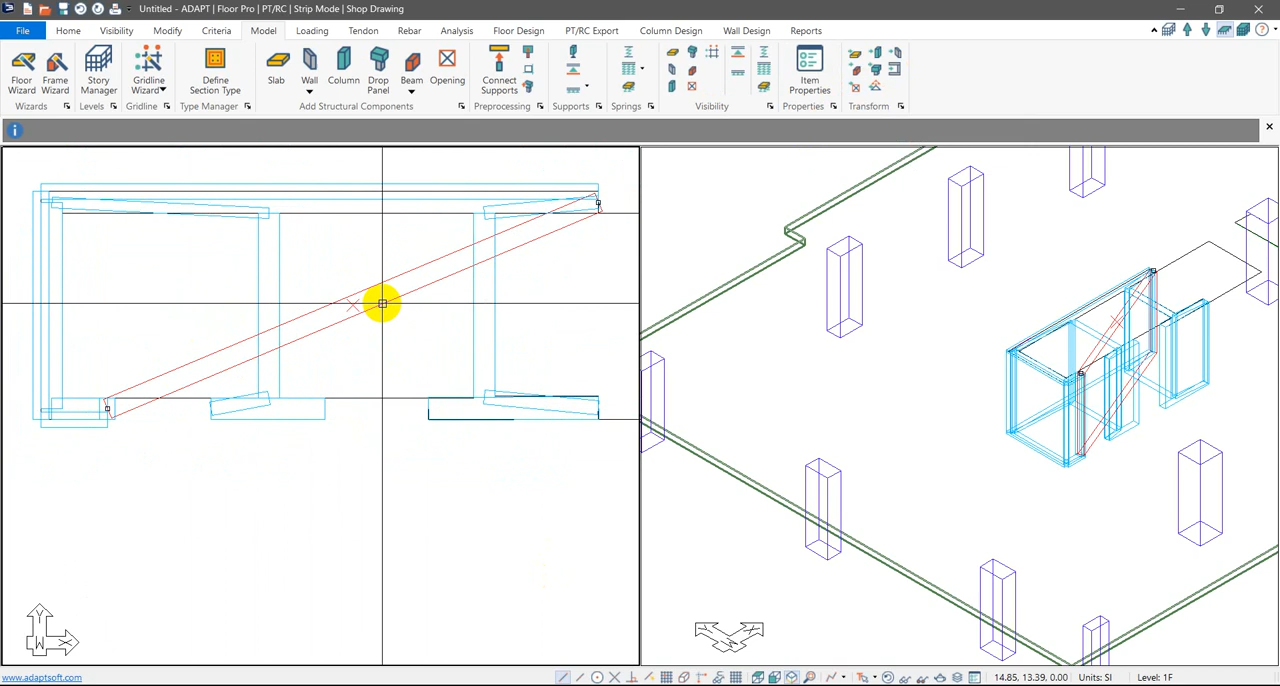 Untitled - ADAPT | Floor Pro | PT/RC | Strip Mode | Shop Drawing
File Home Visibility Modify Criteria Model Loading Tendon Rebar Analysis Floor Design PT/RC Export Column Design Wall Design Reports
Floor Wizard
Frame Wizard
Story Manager
Gridline Wizard
Define Section Type
Slab
Wall
Column
Drop Panel
Beam
Opening
Connect Supports
Item Properties
Wizards Levels Gridline Type Manager Add Structural Components Preprocessing Supports Springs Visibility Properties Transform
Y
W X
www.adaptsoft.com
14.85, 13.39, 0.00 Units: SI Level: 1F